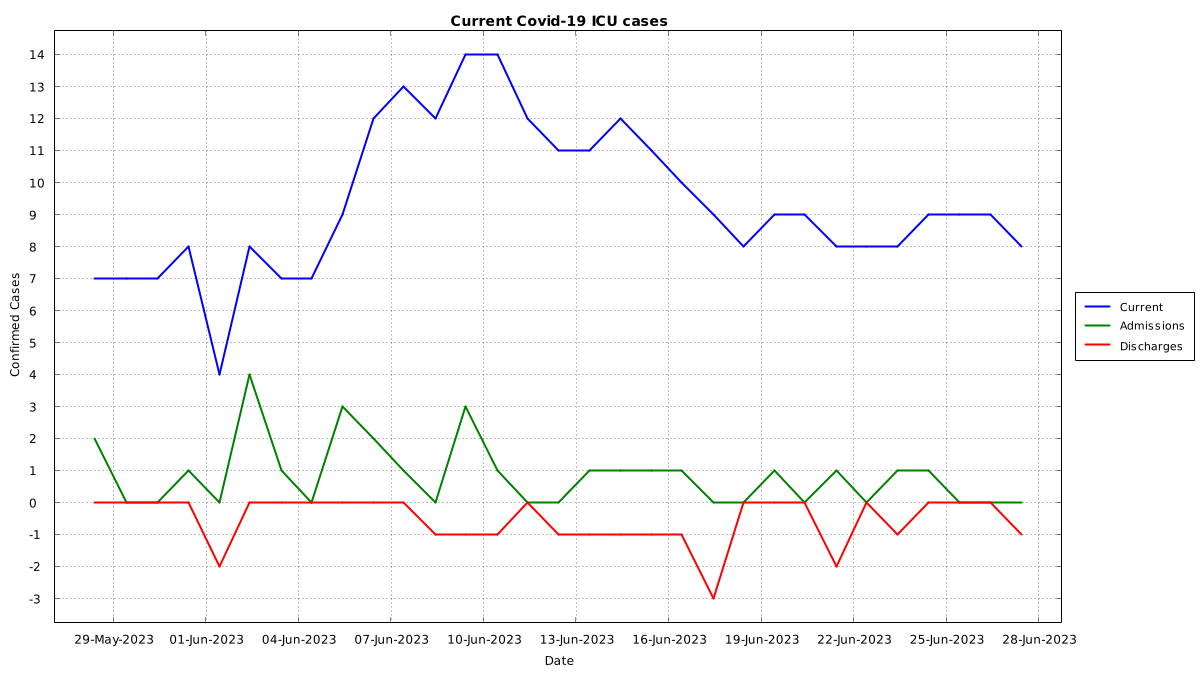 Current Covid-19 ICU cases
Confirmed Cases
14
13
12
11
10
9
8
7
6
5
4
3
2
1
0
-1
-2
-3
29-May-2023 01-Jun-2023 04-Jun-2023 07-Jun-2023 10-Jun-2023 13-Jun-2023 16-Jun-2023 19-Jun-2023 22-Jun-2023 25-Jun-2023 28-Jun-2023
Date
Current
Admissions
Discharges